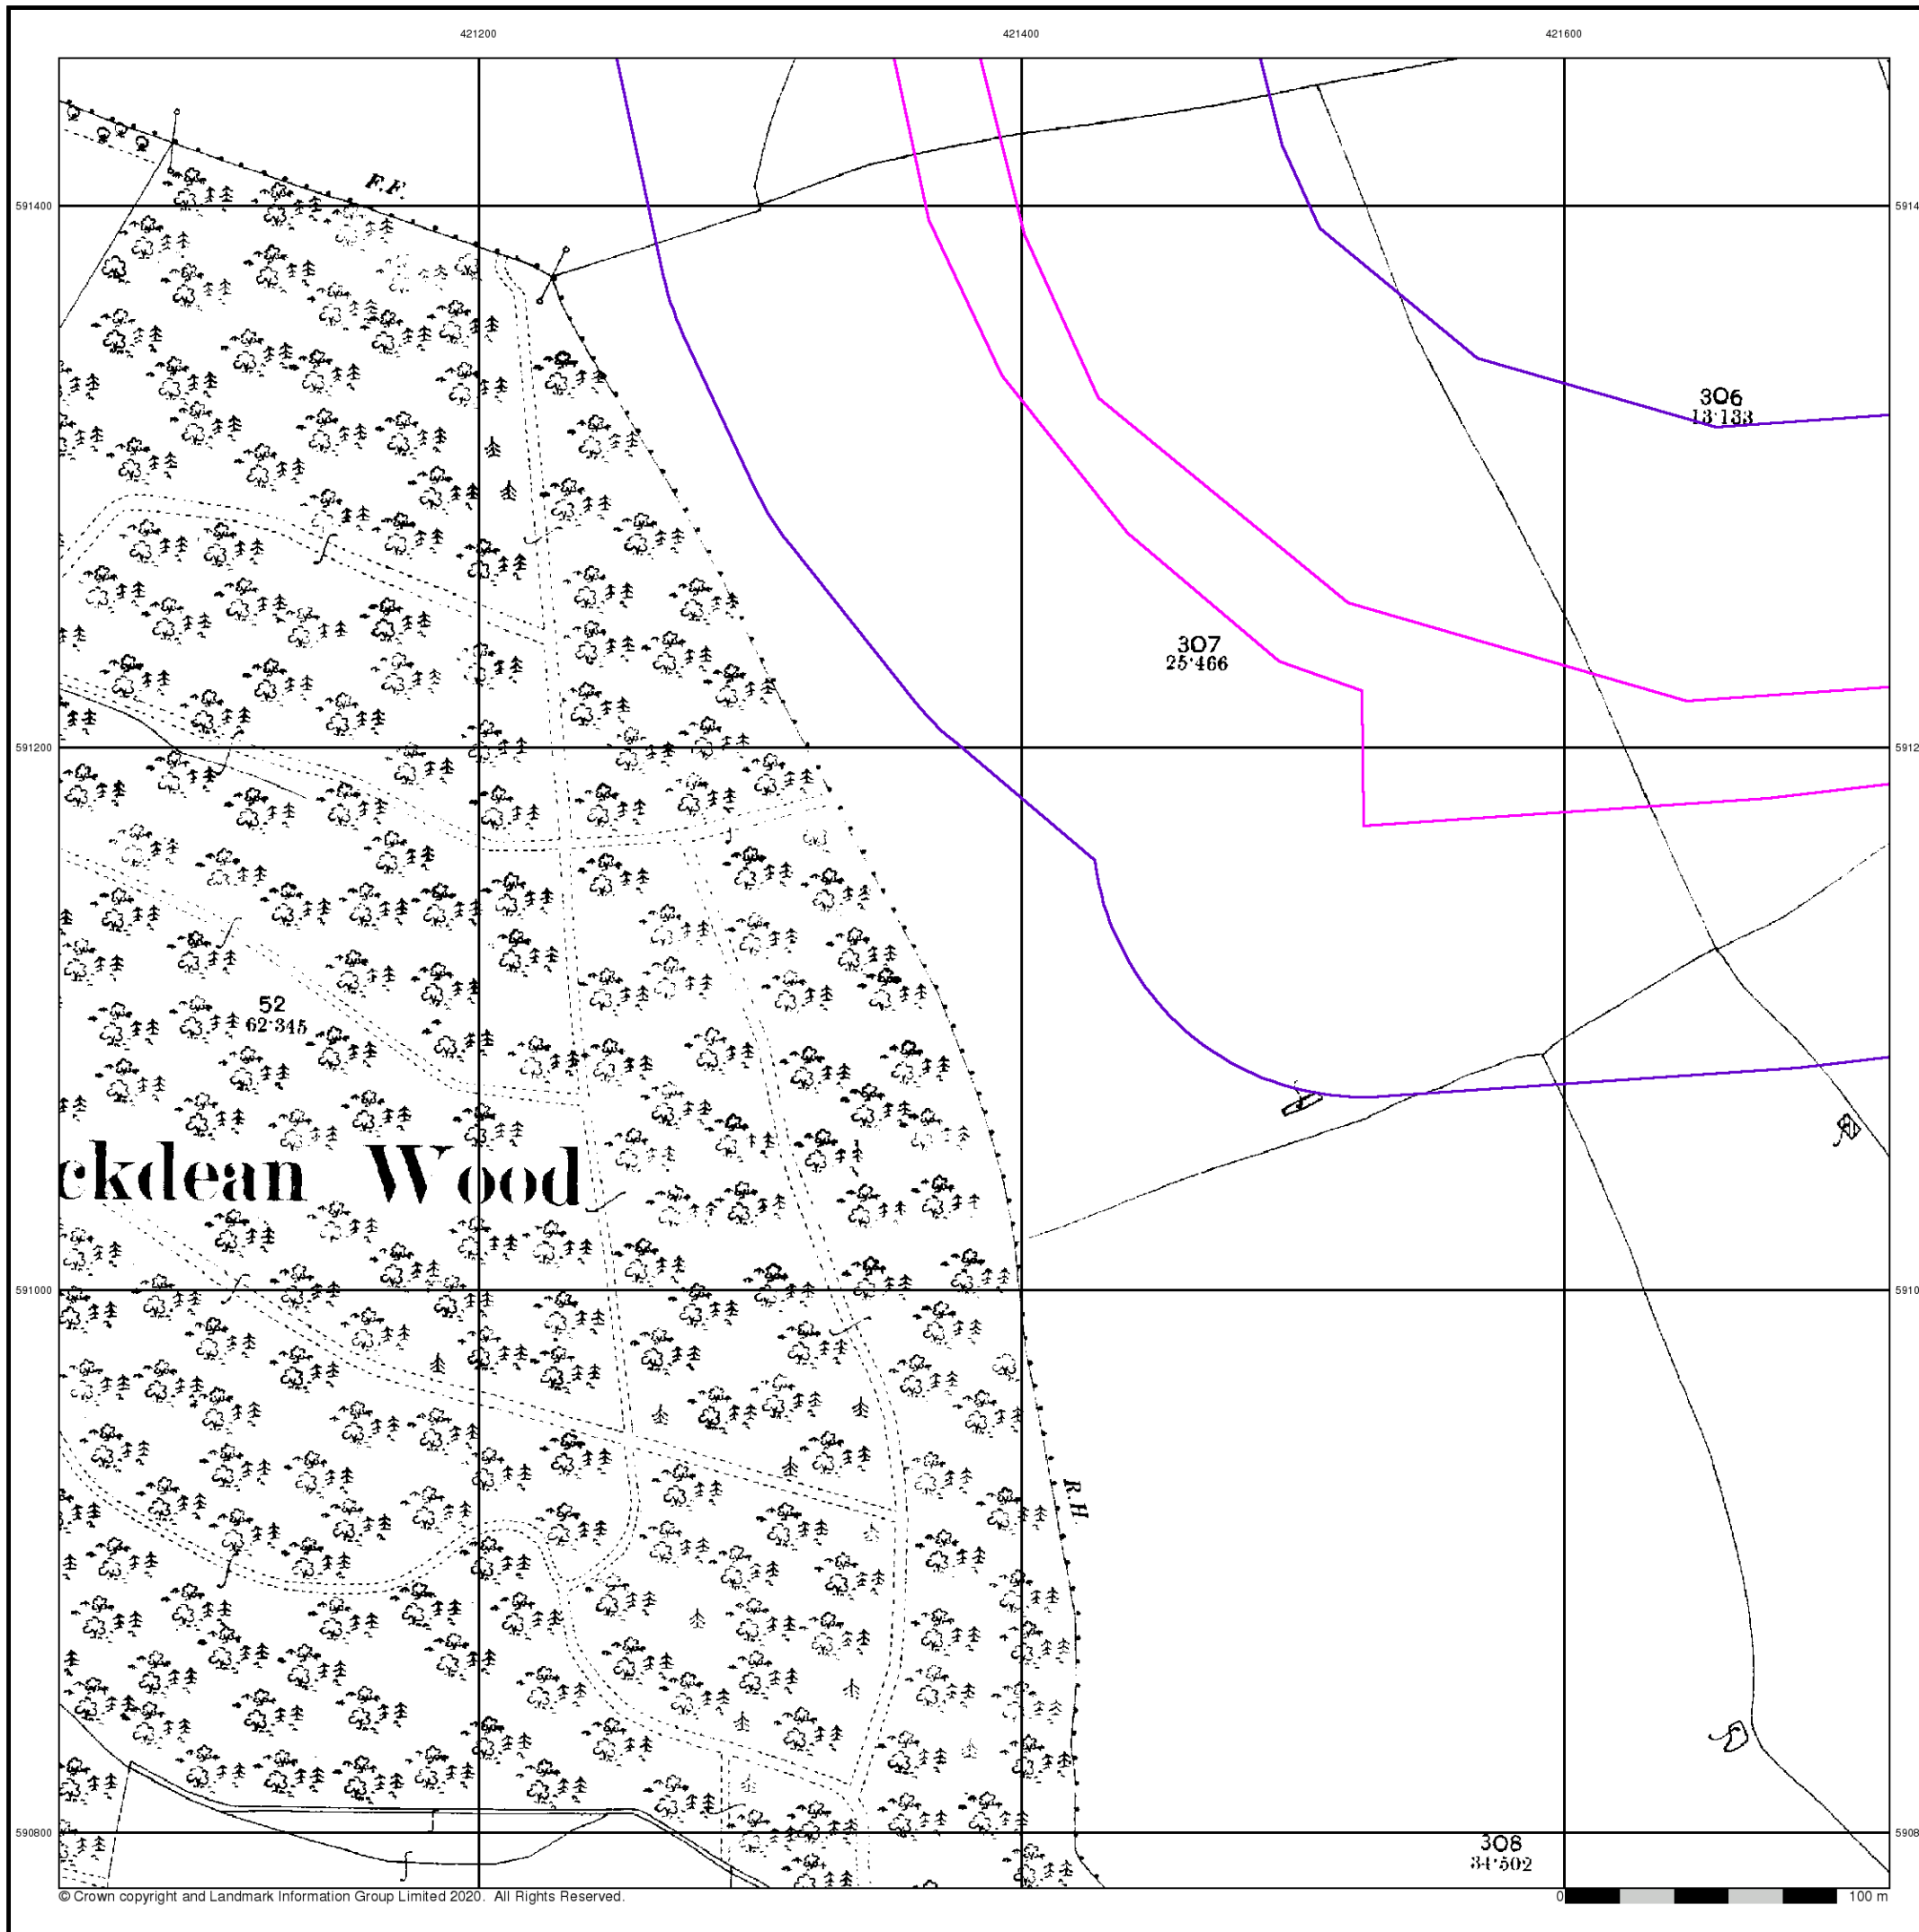 421200 421400 421600
F.F.
591400 5914
306
13·133
307
25·466
591200 5912
52
62·345
ckdean Wood
591000 5910
R.H.
590800 5908
308
34·502
© Crown copyright and Landmark Information Group Limited 2020. All Rights Reserved.
0 100 m